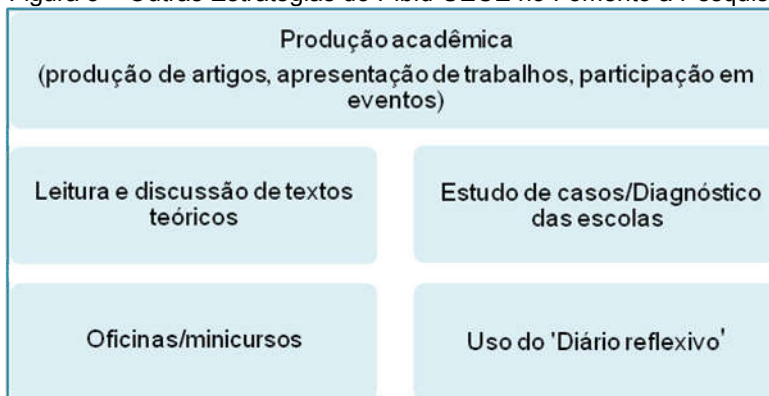 Produção acadêmica
(produção de artigos, apresentação de trabalhos, participação em
eventos)
Leitura e discussão de textos
teóricos
Estudo de casos/Diagnóstico
das escolas
Oficinas/minicursos
Uso do 'Diário reflexivo'